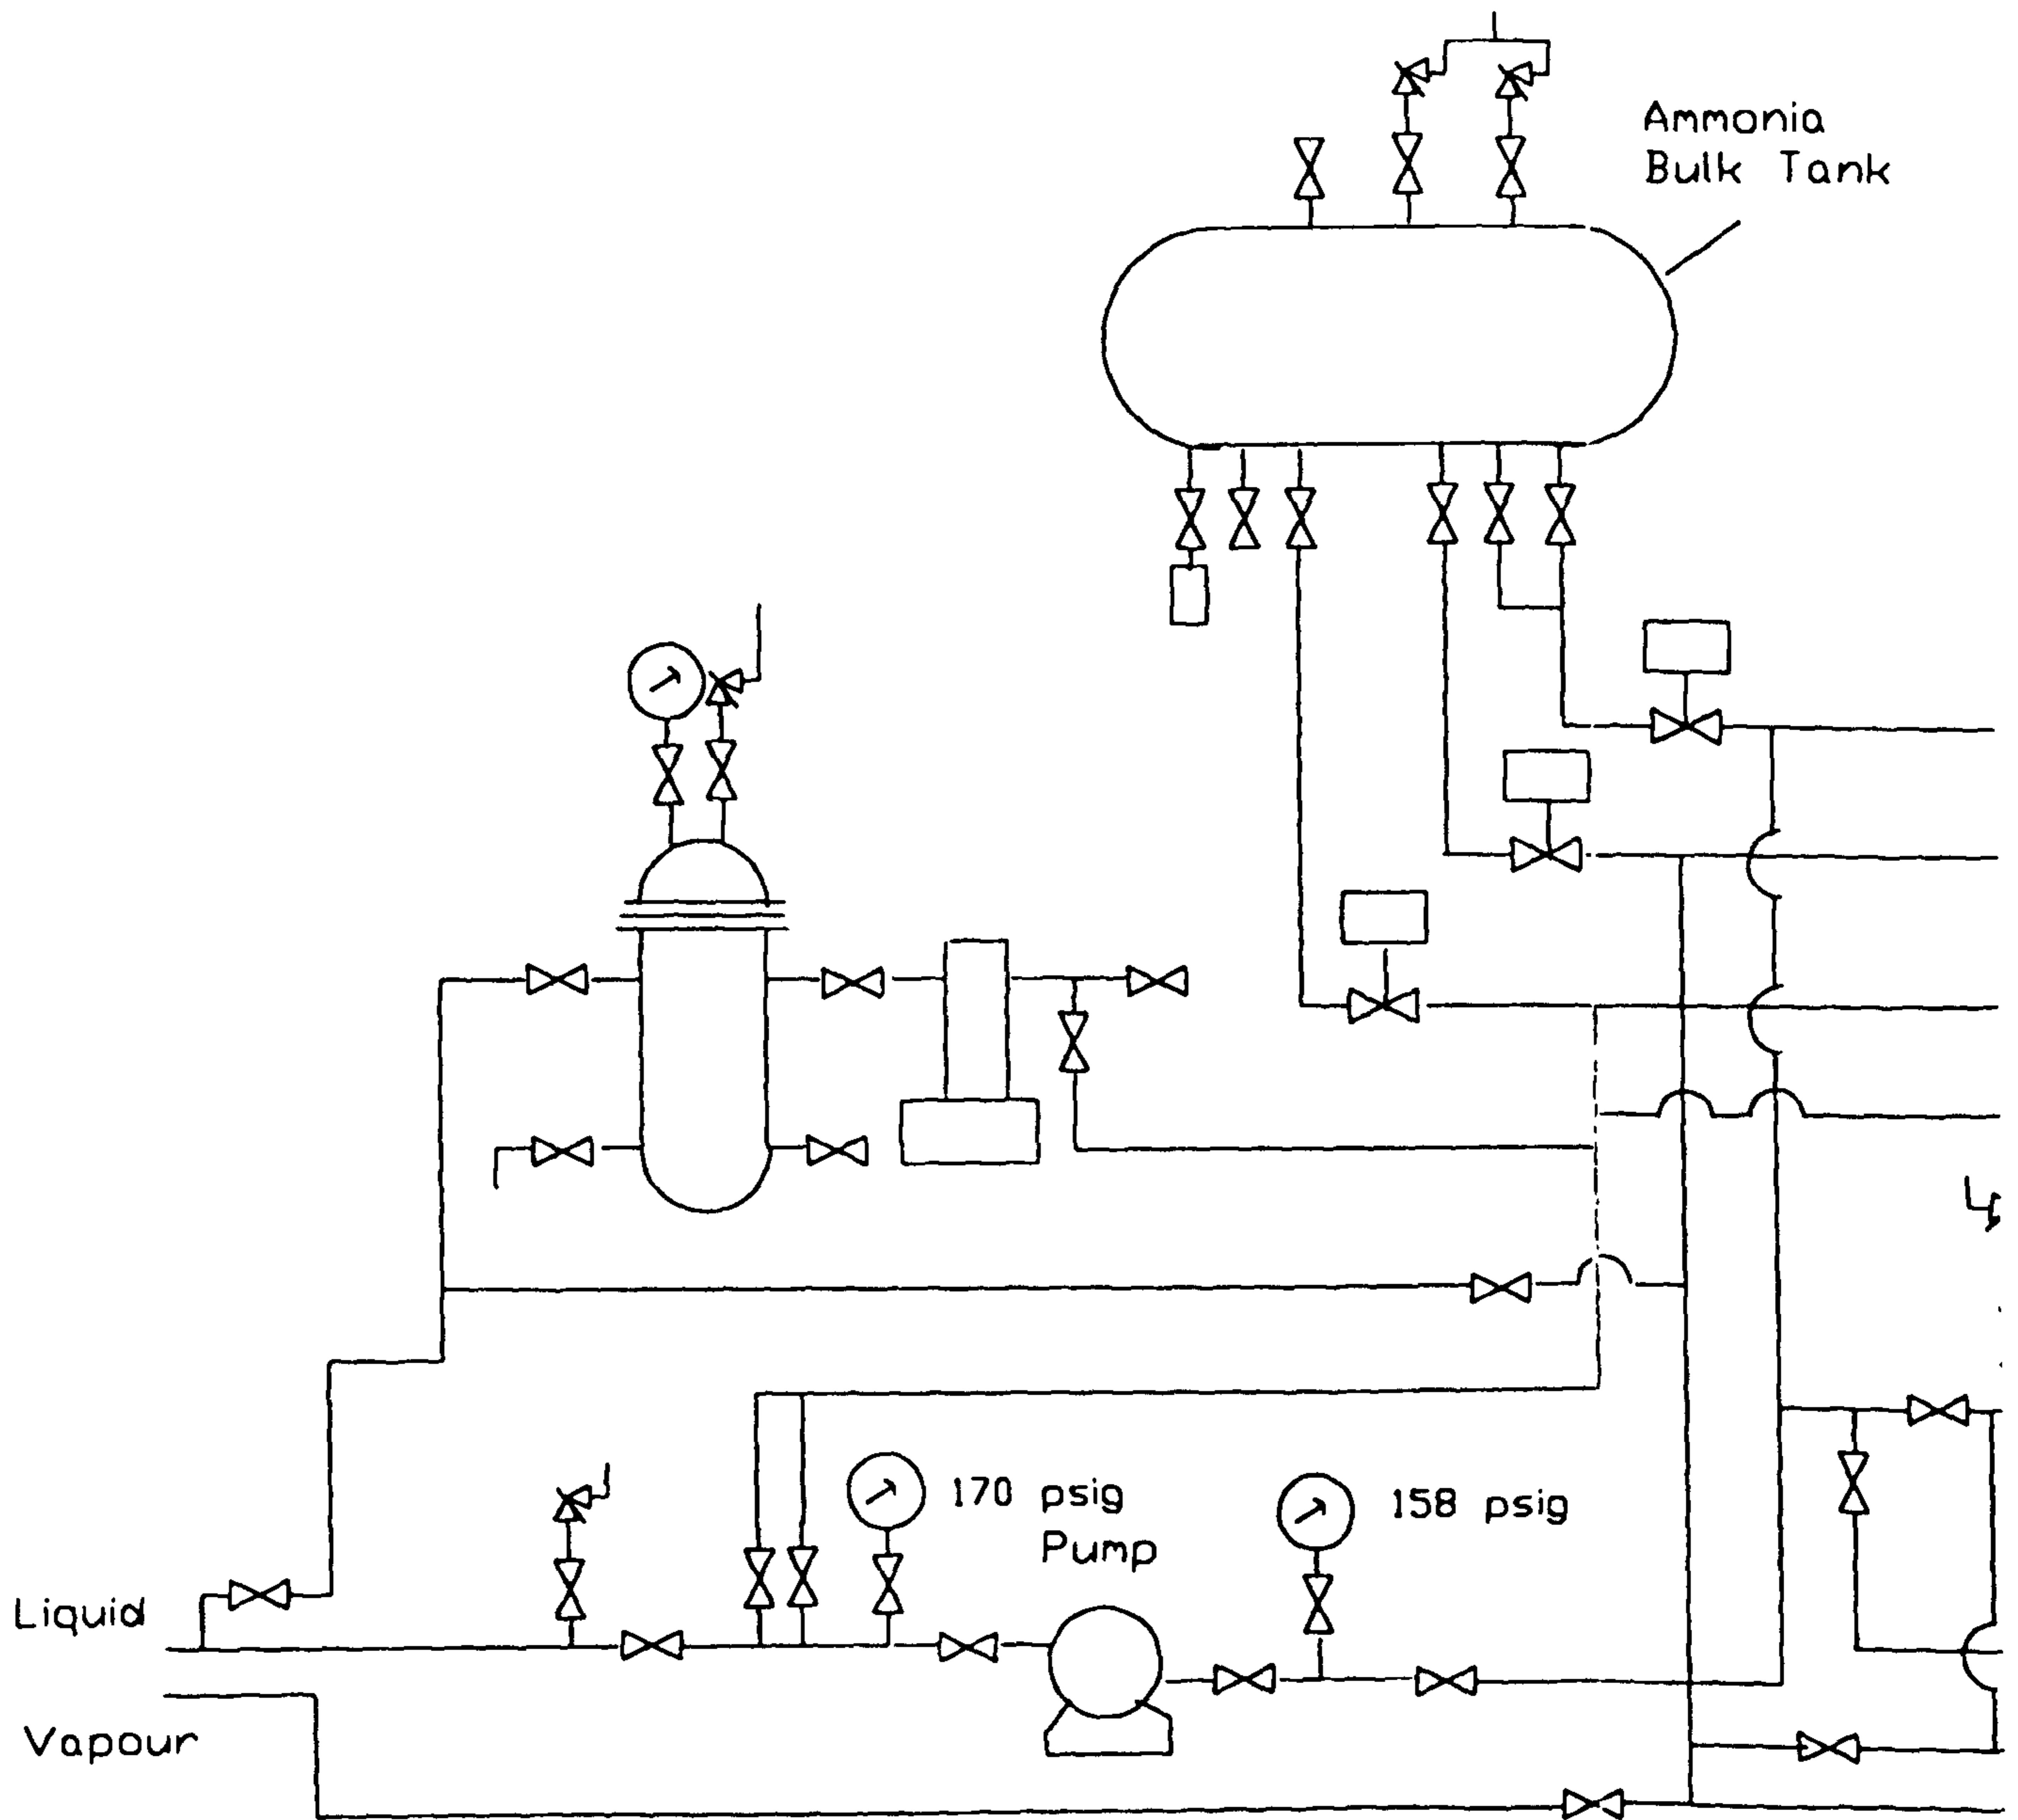 Ammonia
Bulk Tank
170 psig
Pump
158 psig
Liquid
Vapour